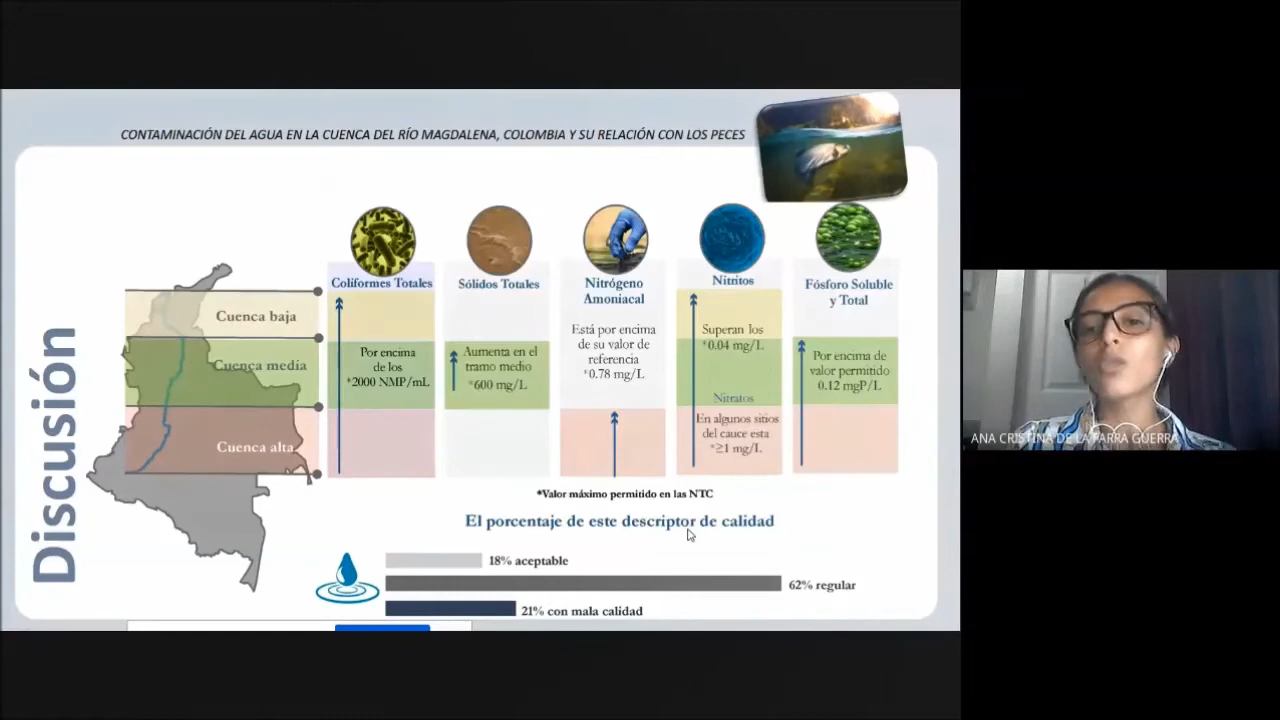 CONTAMINACIÓN DEL AGUA EN LA CUENCA DEL RÍO MAGDALENA, COLOMBIA Y SU RELACIÓN CON LOS PECES
Discusión
Cuenca baja
Cuenca media
Cuenca alta
Coliformes Totales
Por encima
de los
*2000 NMP/mL
Sólidos Totales
Aumenta en el
tramo medio
*600 mg/L
Nitrógeno
Amoniacal
Está por encima
de su valor de
referencia
*0.78 mg/L
Nitritos
Superan los
*0.04 mg/L
Nitratos
En algunos sitios
del cauce esta
*≥1 mg/L
Fósforo Soluble
y Total
Por encima de
valor permitido
0.12 mgP/L
*Valor máximo permitido en las NTC
El porcentaje de este descriptor de calidad
18% aceptable
62% regular
21% con mala calidad
ANA CRISTINA DE LA PARRA GUERRA